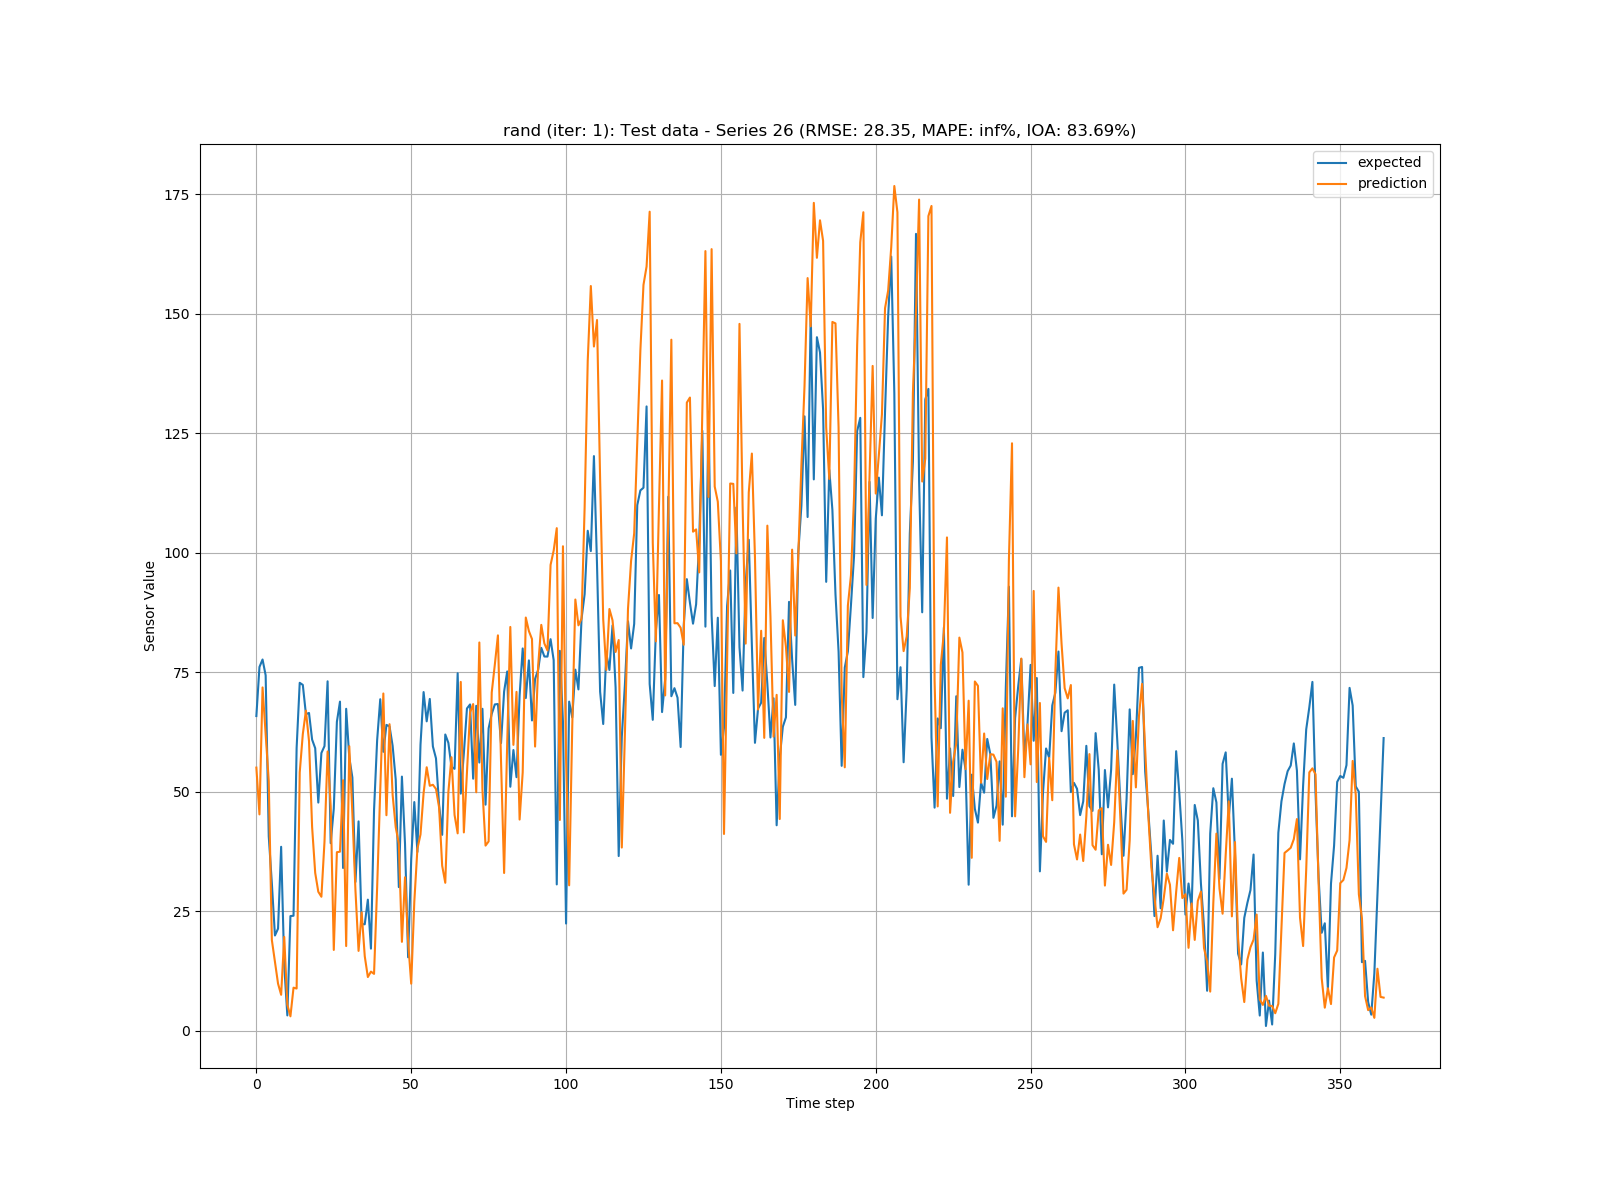 rand (iter: 1): Test data - Series 26 (RMSE: 28.35, MAPE: inf%, IOA: 83.69%)
expected
prediction
175
150
125
100
75
50
25
0
Sensor Value
0 50 100 150 200 250 300 350
Time step